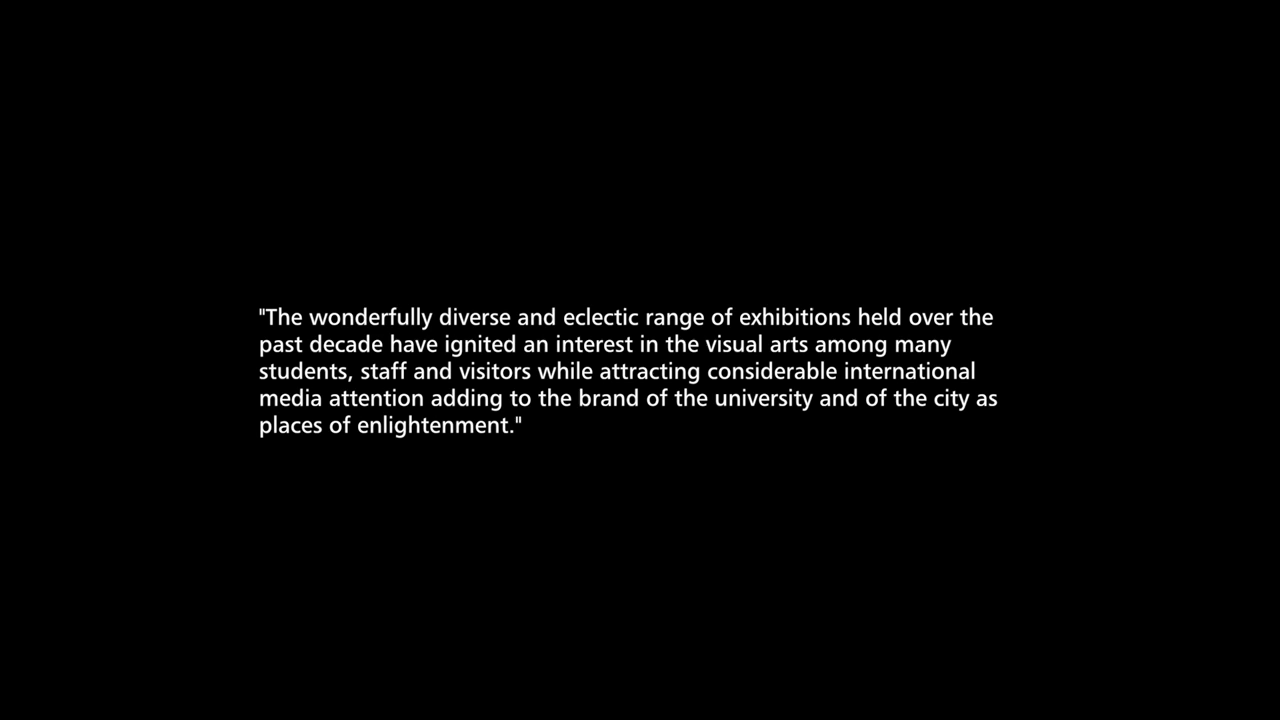 "The wonderfully diverse and eclectic range of exhibitions held over the
past decade have ignited an interest in the visual arts among many
students, staff and visitors while attracting considerable international
media attention adding to the brand of the university and of the city as
places of enlightenment."